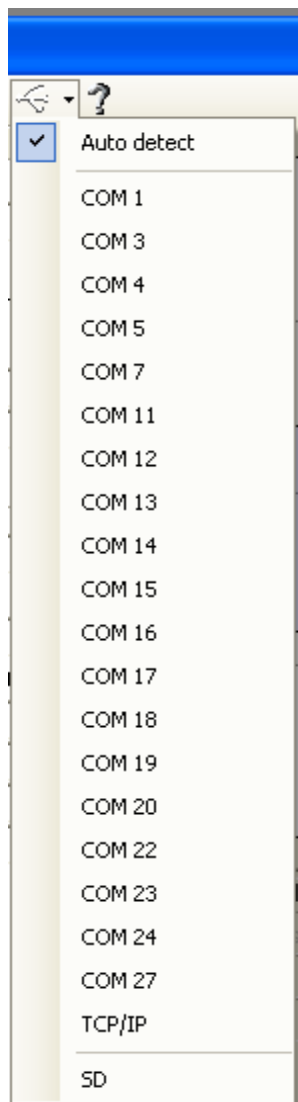 ?
Auto detect
COM 1
COM 3
COM 4
COM 5
COM 7
COM 11
COM 12
COM 13
COM 14
COM 15
COM 16
COM 17
COM 18
COM 19
COM 20
COM 22
COM 23
COM 24
COM 27
TCP/IP
SD